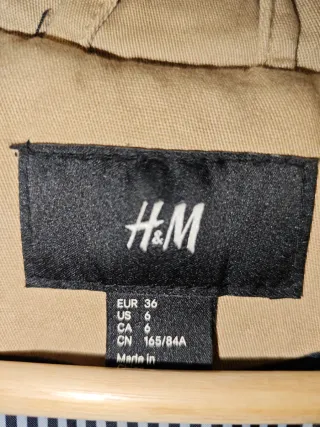 H&M
EUR 36
US 6
CA 6
CN 165/84A
Made in